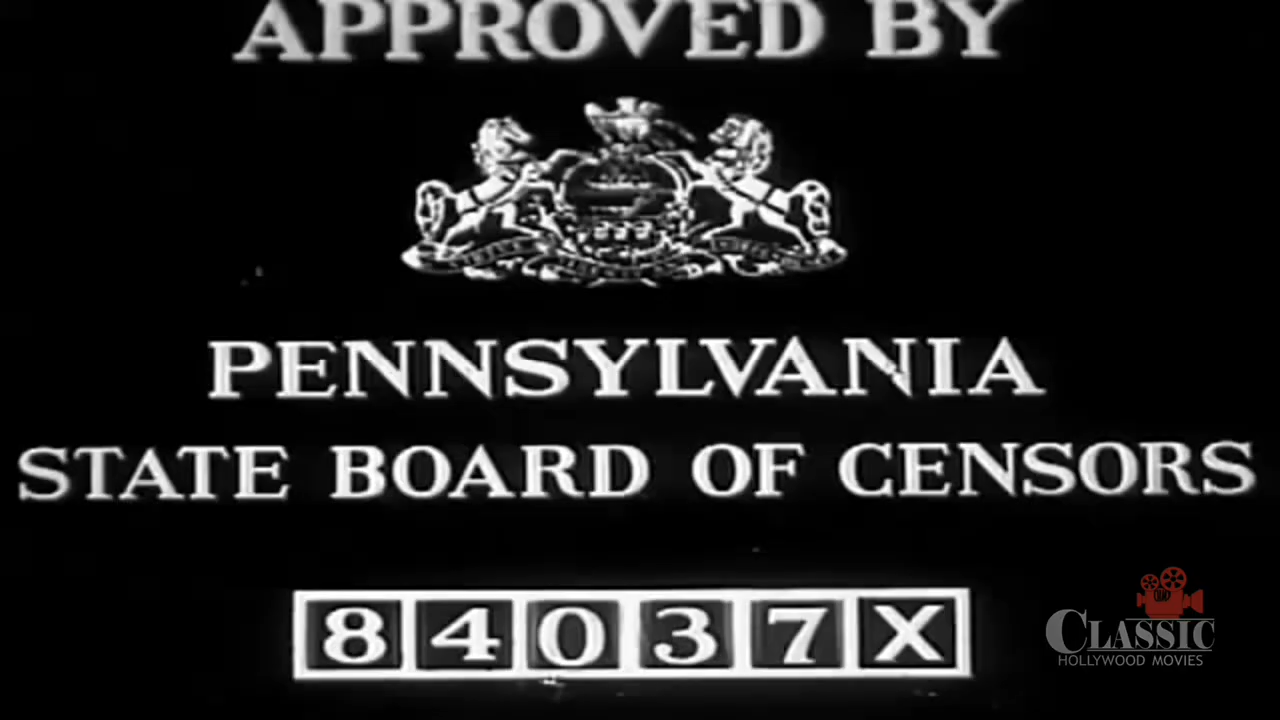 APPROVED BY
PENNSYLVANIA
STATE BOARD OF CENSORS
84037X
CLASSIC
HOLLYWOOD MOVIES